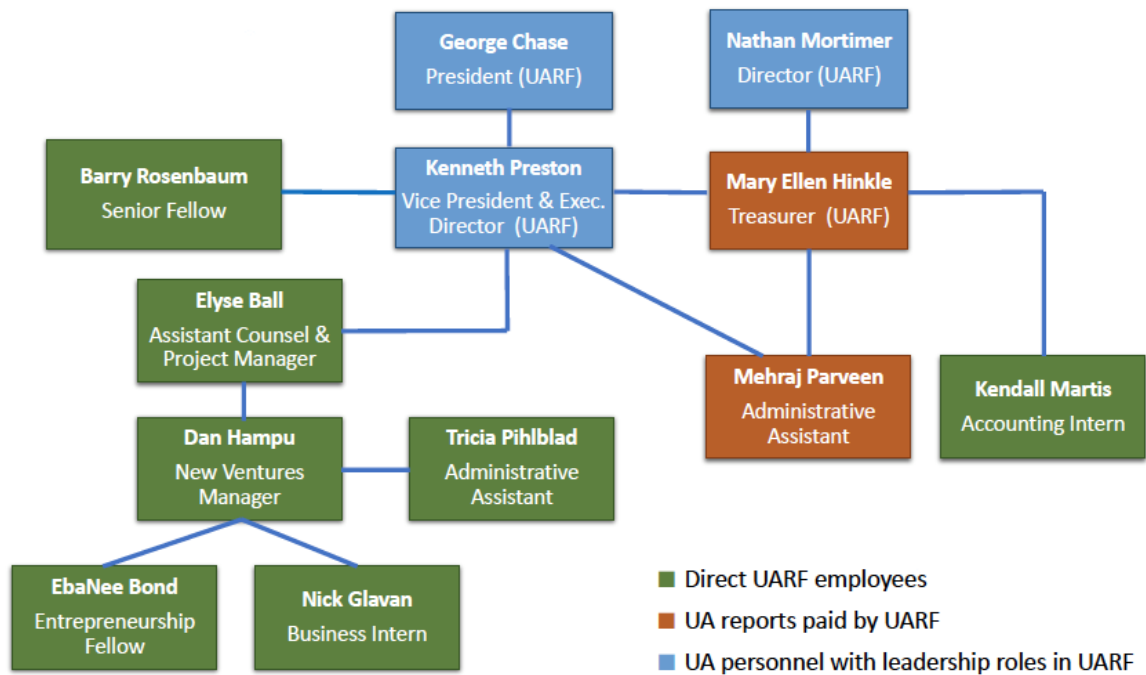 George Chase
President (UARF)
Nathan Mortimer
Director (UARF)
Barry Rosenbaum
Senior Fellow
Kenneth Preston
Vice President & Exec.
Director (UARF)
Mary Ellen Hinkle
Treasurer (UARF)
Elyse Ball
Assistant Counsel &
Project Manager
Mehraj Parveen
Administrative
Assistant
Kendall Martis
Accounting Intern
Dan Hampu
New Ventures
Manager
Tricia Pihlblad
Administrative
Assistant
EbaNee Bond
Entrepreneurship
Fellow
Nick Glavan
Business Intern
Direct UARF employees
UA reports paid by UARF
UA personnel with leadership roles in UARF